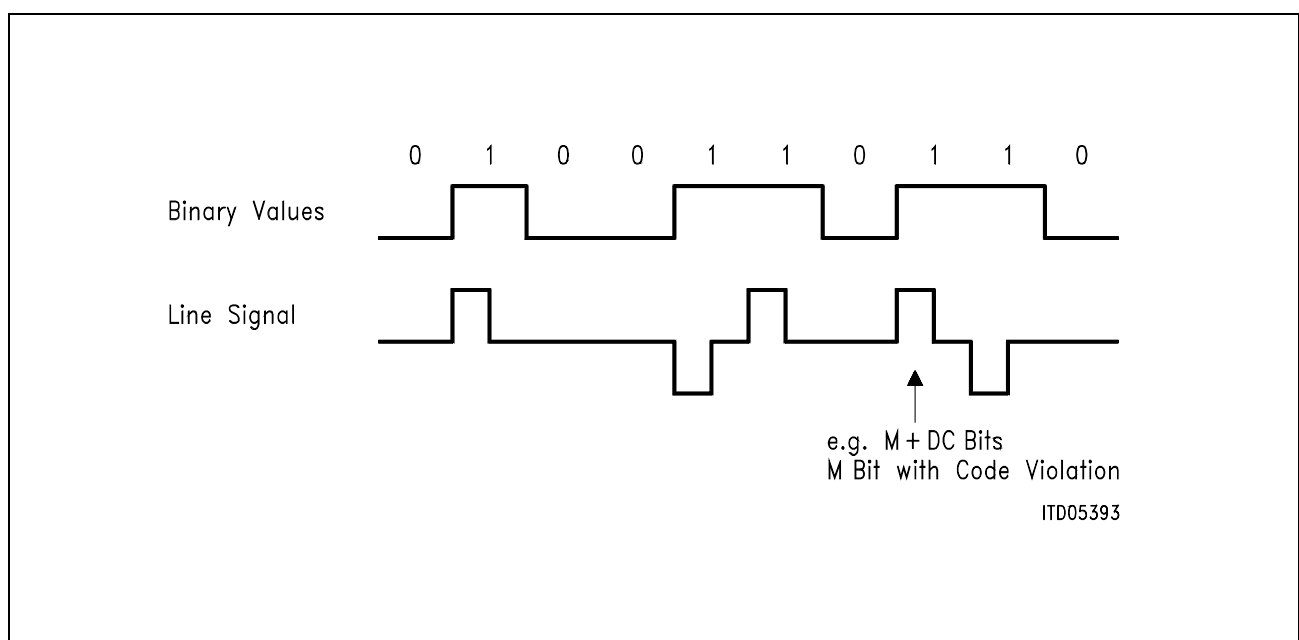 0 1 0 0 1 1 0 1 1 0
Binary Values
Line Signal
e.g. M + DC Bits
M Bit with Code Violation
ITD05393